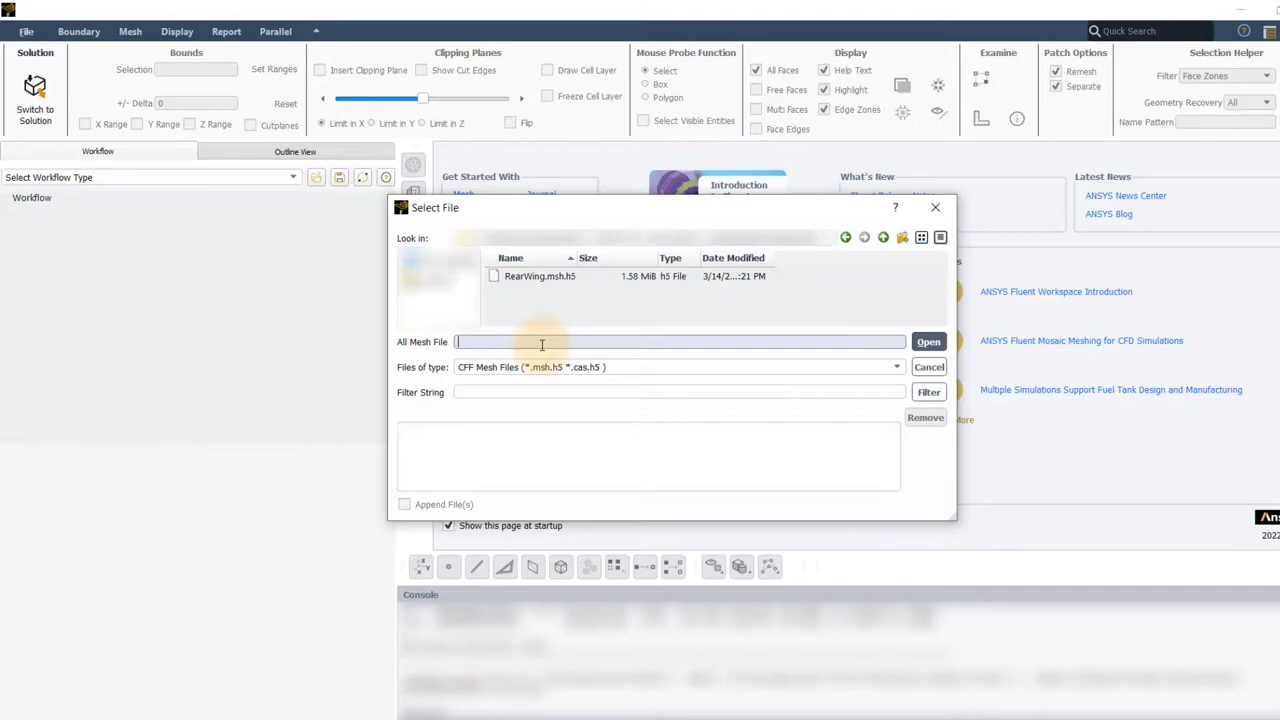 File Boundary Mesh Display Report Parallel Quick Search
Solution Bounds Clipping Planes Mouse Probe Function Display Examine Patch Options Selection Helper
Switch to
Solution
Selection Set Ranges
+/- Delta 0 Reset
X Range Y Range Z Range Cutplanes
Insert Clipping Plane Show Cut Edges Draw Cell Layer
Freeze Cell Layer
Limit in X Limit in Y Limit in Z Flip
Select
Box
Polygon
Select Visible Entities
All Faces Help Text
Free Faces Highlight
Multi Faces Edge Zones
Face Edges
Remesh
Separate
Filter Face Zones
Geometry Recovery All
Name Pattern
Workflow Outline View
Select Workflow Type
Workflow
Get Started With
Introduction
What's New
Latest News
ANSYS News Center
ANSYS Blog
Select File
Look in:
Name Size Type Date Modified
RearWing.msh.h5 1.58 MiB h5 File 3/14/2...:21 PM
All Mesh File Open
Files of type: CFF Mesh Files (*.msh.h5 *.cas.h5 ) Cancel
Filter String Filter
Remove
Append File(s)
ANSYS Fluent Workspace Introduction
ANSYS Fluent Mosaic Meshing for CFD Simulations
Multiple Simulations Support Fuel Tank Design and Manufacturing
More
Show this page at startup
Ans
2022
Console